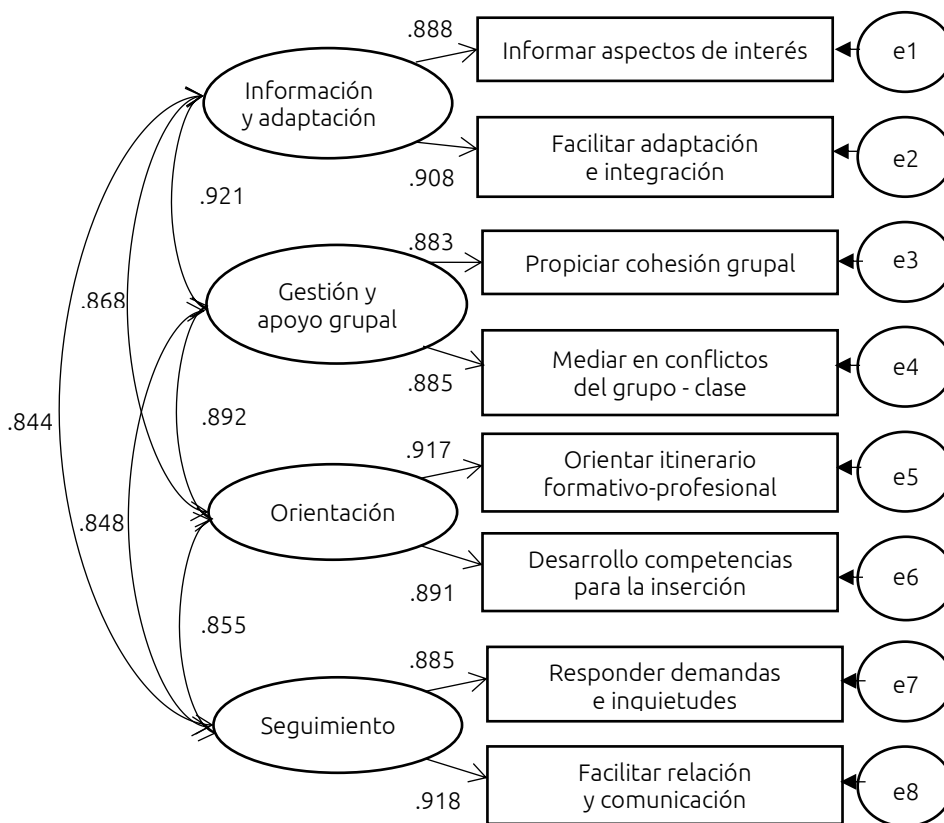 .888
Informar aspectos de interés
e1
Información
y adaptación
Facilitar adaptación
e integración
e2
.908
.921
.883
Propiciar cohesión grupal
e3
Gestión y
apoyo grupal
.868
Mediar en conflictos
del grupo - clase
e4
.885
.844
.892
.917
Orientar itinerario
formativo-profesional
e5
Orientación
.848
Desarrollo competencias
para la inserción
e6
.891
.855
.885
Responder demandas
e inquietudes
e7
Seguimiento
Facilitar relación
y comunicación
e8
.918